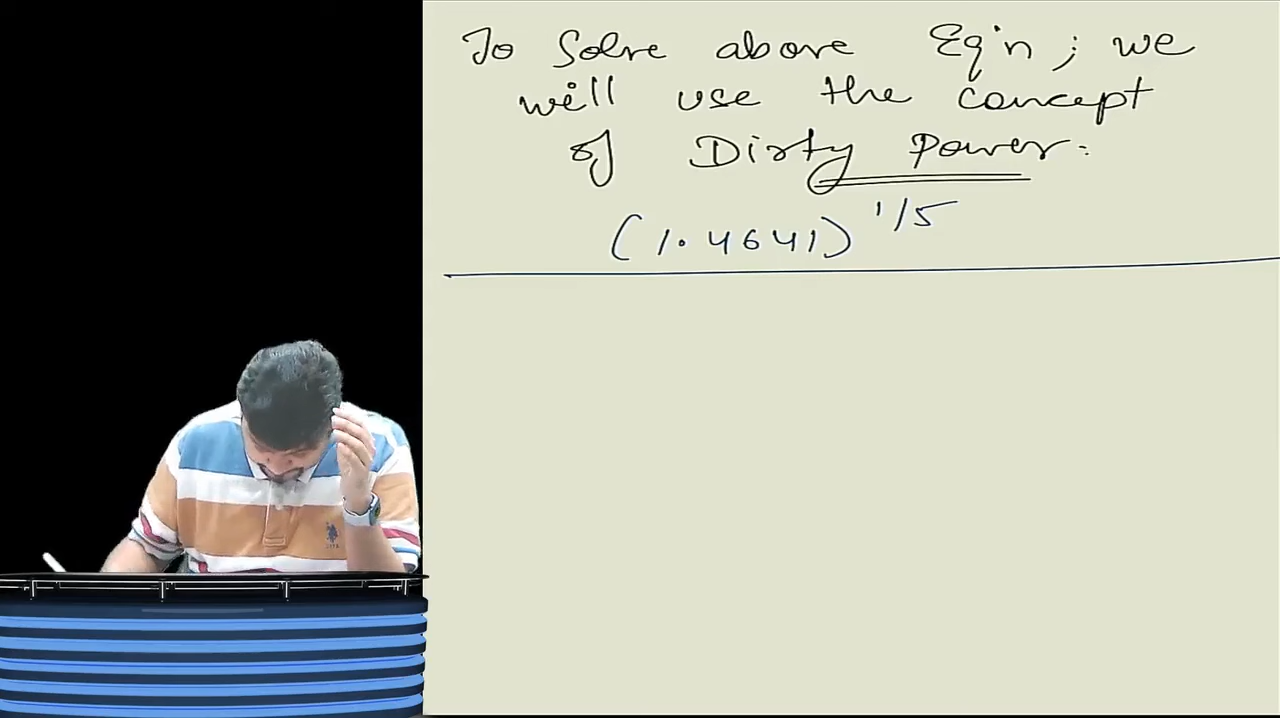 To Solve above Eq'n ; we
will use the concept
of Dirty Power :
(1.4641)^1/5